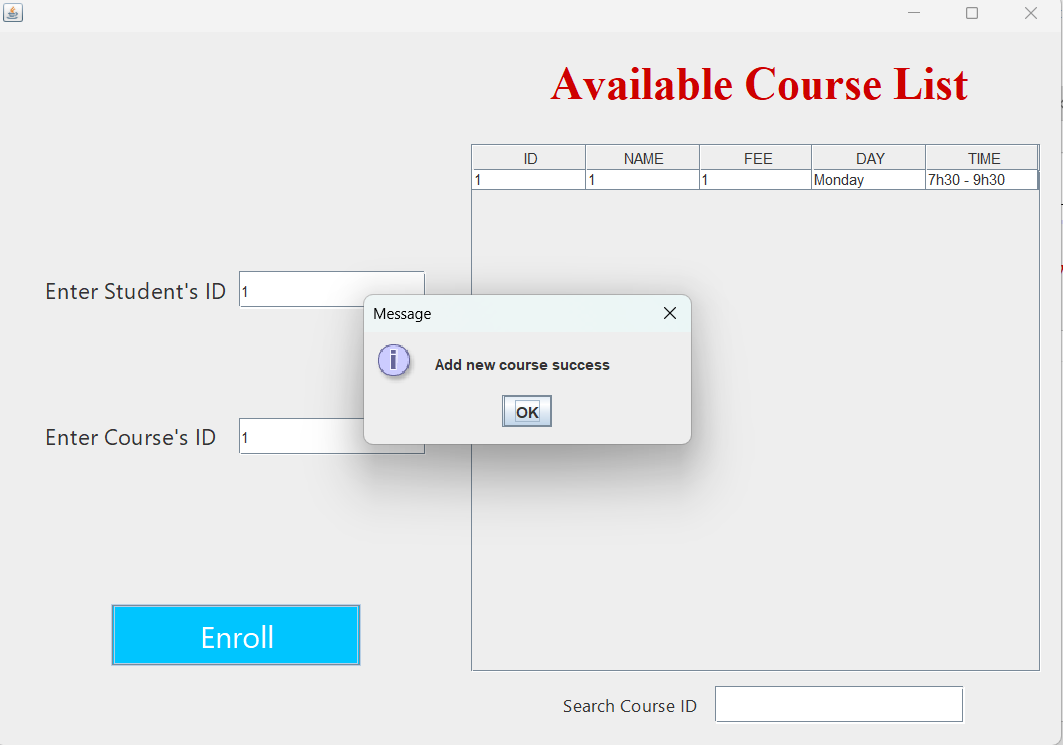 Available Course List
ID NAME FEE DAY TIME
1 1 1 Monday 7h30 - 9h30
Enter Student's ID 1
Message
Add new course success
OK
Enter Course's ID 1
Enroll
Search Course ID